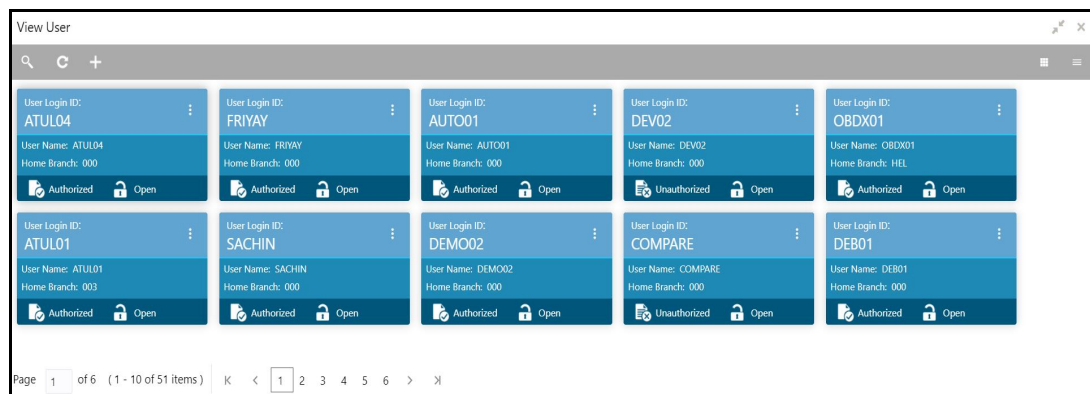 View User
User Login ID:
ATUL04
User Name: ATUL04
Home Branch: 000
Authorized Open
User Login ID:
FRIYAY
User Name: FRIYAY
Home Branch: 000
Authorized Open
User Login ID:
AUTO01
User Name: AUTO01
Home Branch: 000
Authorized Open
User Login ID:
DEV02
User Name: DEV02
Home Branch: 000
Unauthorized Open
User Login ID:
OBDX01
User Name: OBDX01
Home Branch: HEL
Authorized Open
User Login ID:
ATUL01
User Name: ATUL01
Home Branch: 003
Authorized Open
User Login ID:
SACHIN
User Name: SACHIN
Home Branch: 000
Authorized Open
User Login ID:
DEMO02
User Name: DEMO02
Home Branch: 000
Authorized Open
User Login ID:
COMPARE
User Name: COMPARE
Home Branch: 000
Unauthorized Open
User Login ID:
DEB01
User Name: DEB01
Home Branch: 000
Authorized Open
Page 1 of 6 ( 1 - 10 of 51 items ) 1 2 3 4 5 6